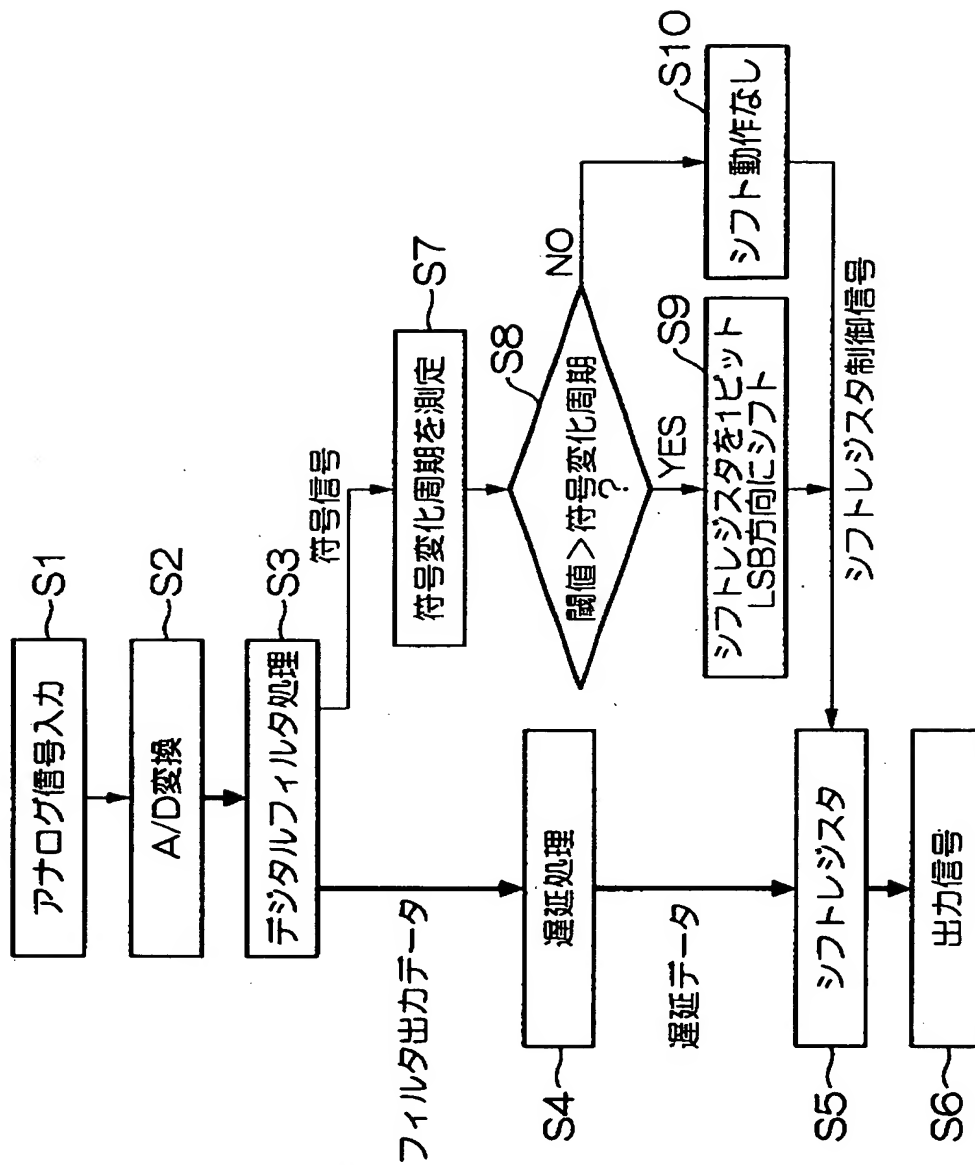 アナログ信号入力
S1
A/D変換
S2
デジタルフィルタ処理
S3
フィルタ出力データ
符号信号
遅延処理
S4
遅延データ
シフトレジスタ
S5
出力信号
S6
符号変化周期を測定
S7
閾値>符号変化周期
?
S8
YES
NO
シフトレジスタを1ビット
LSB方向にシフト
S9
シフト動作なし
S10
シフトレジスタ制御信号